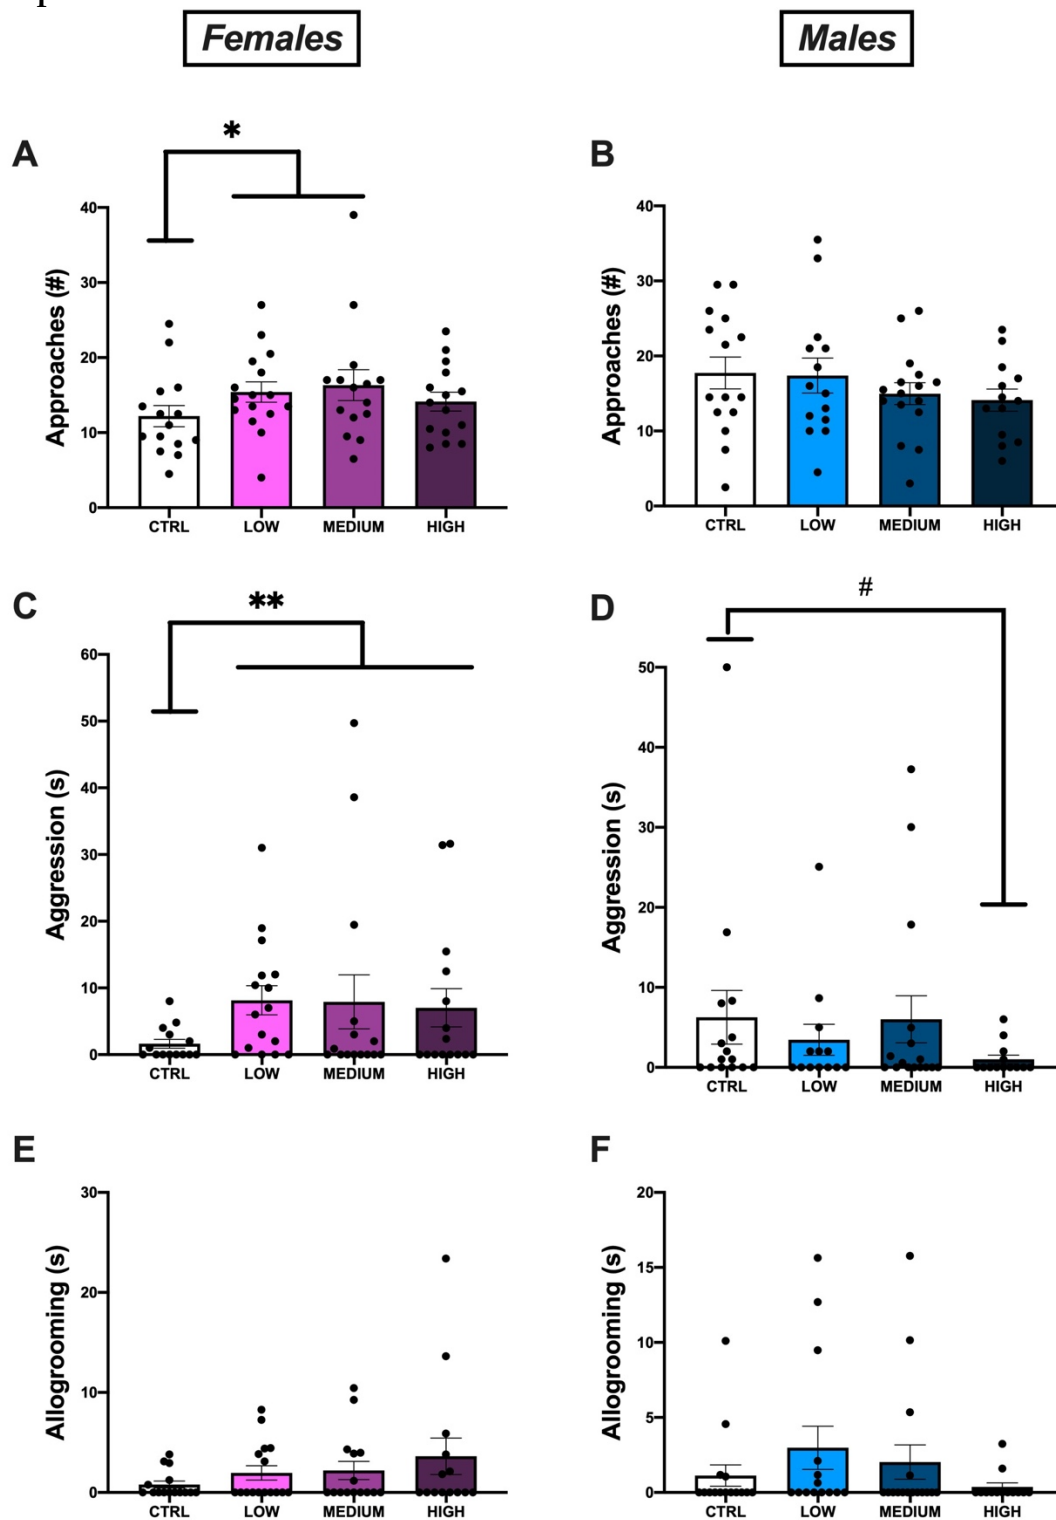 Females
Males
A
*
Approaches (#)
40
30
20
10
0
CTRL
LOW
MEDIUM
HIGH
B
Approaches (#)
40
30
20
10
0
CTRL
LOW
MEDIUM
HIGH
C
**
Aggression (s)
60
50
40
30
20
10
0
CTRL
LOW
MEDIUM
HIGH
D
#
Aggression (s)
50
40
30
20
10
0
CTRL
LOW
MEDIUM
HIGH
E
Allogrooming (s)
30
20
10
0
CTRL
LOW
MEDIUM
HIGH
F
Allogrooming (s)
20
15
10
5
0
CTRL
LOW
MEDIUM
HIGH